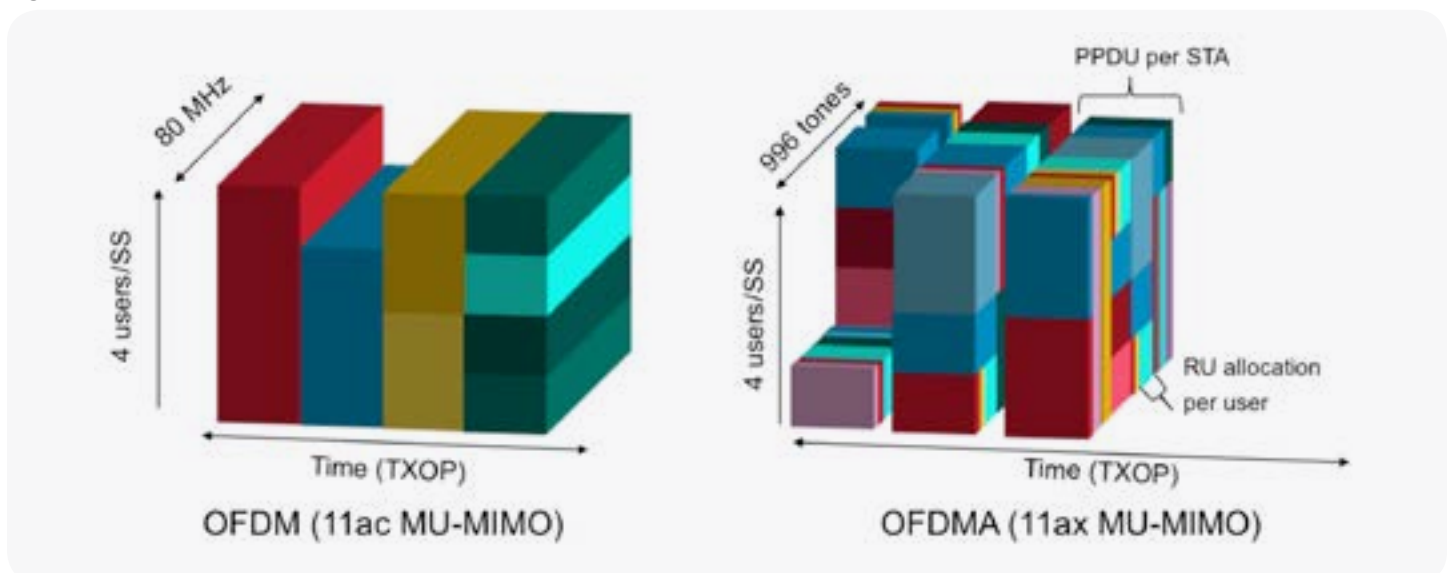 80 MHz
4 users/SS
Time (TXOP)
OFDM (11ac MU-MIMO)
PPDU per STA
996 tones
4 users/SS
RU allocation
per user
Time (TXOP)
OFDMA (11ax MU-MIMO)